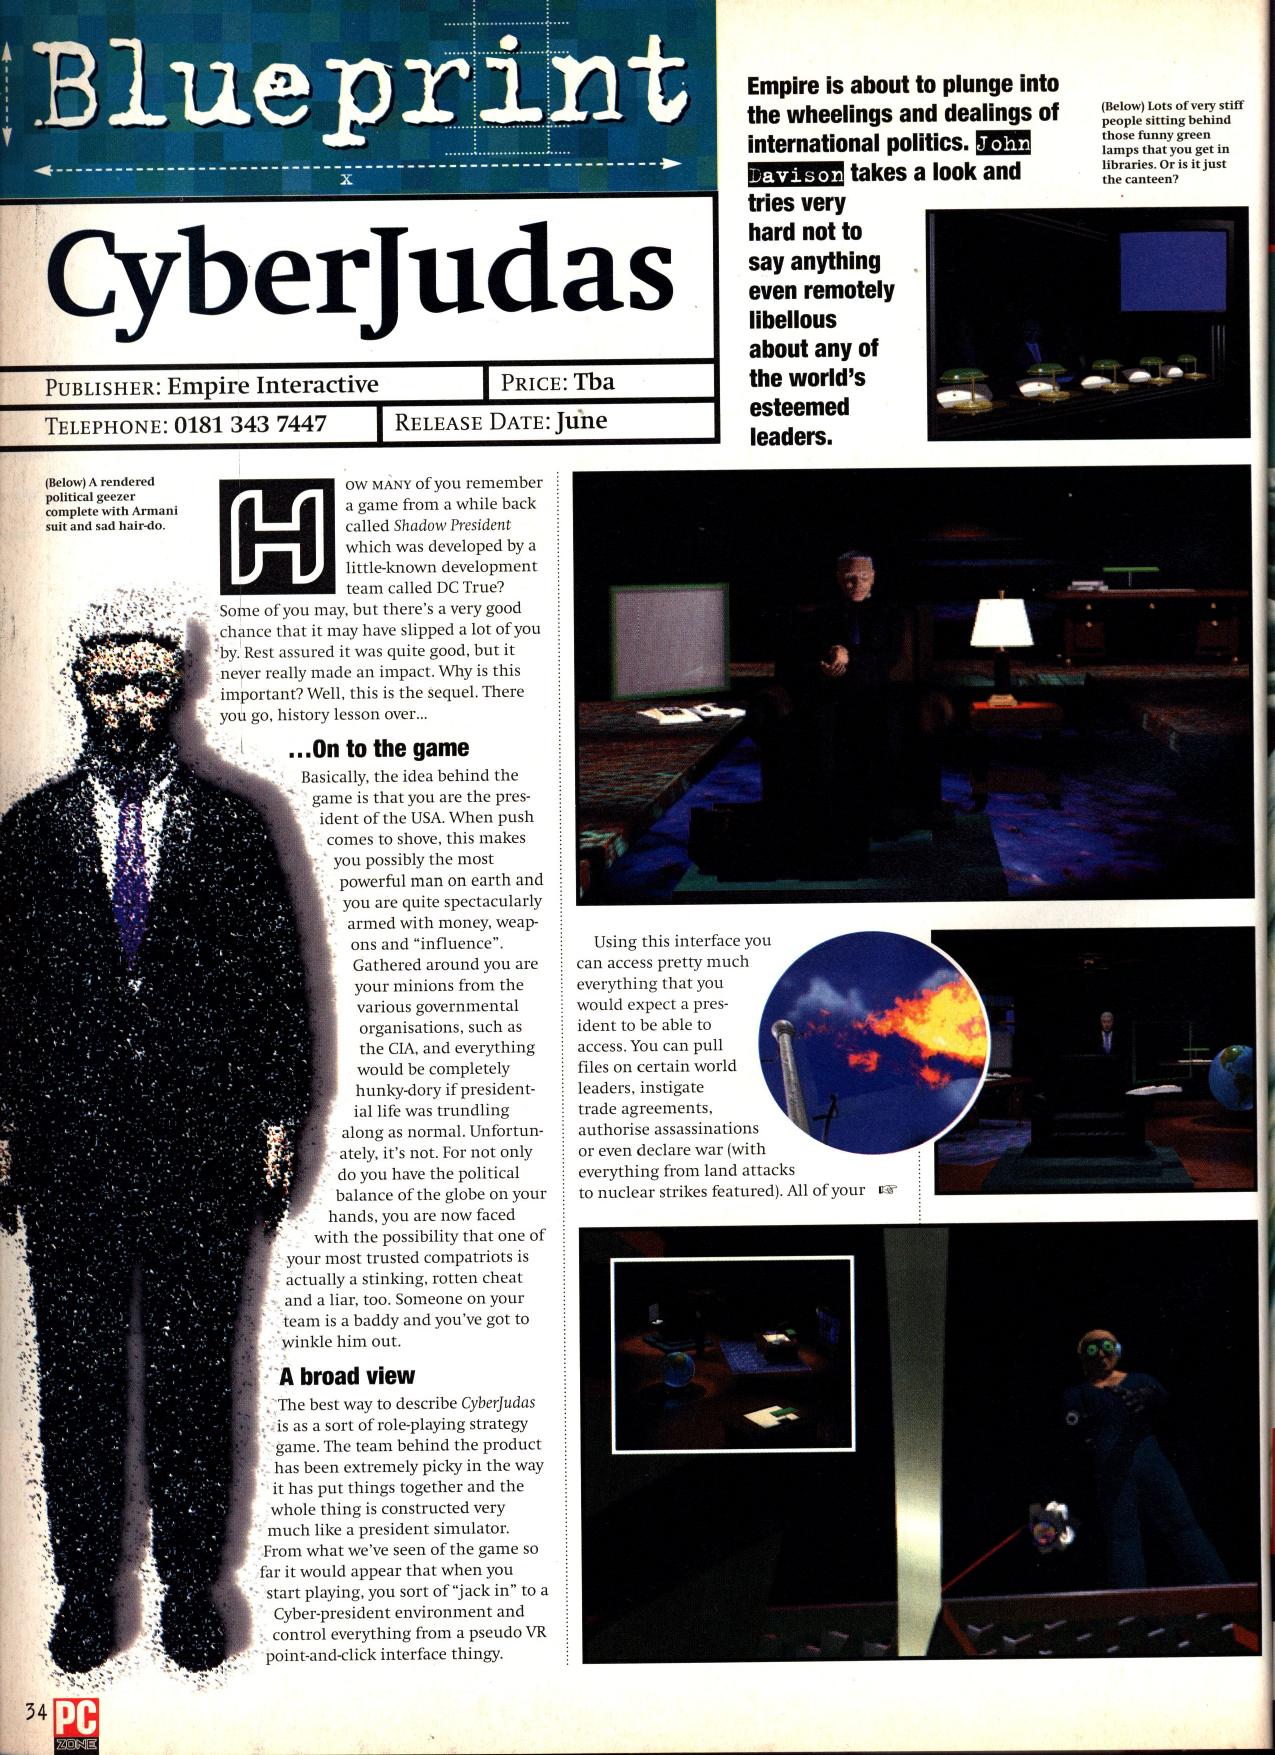 Blueprint
x
CyberJudas
Publisher: Empire Interactive
Price: Tba
Telephone: 0181 343 7447
Release Date: June
Empire is about to plunge into
the wheelings and dealings of
international politics. John
Davison takes a look and
tries very
hard not to
say anything
even remotely
libellous
about any of
the world's
esteemed
leaders.
(Below) Lots of very stiff
people sitting behind
those funny green
lamps that you get in
libraries. Or is it just
the canteen?
(Below) A rendered
political geezer
complete with Armani
suit and sad hair-do.
HOW MANY of you remember
a game from a while back
called Shadow President
which was developed by a
little-known development
team called DC True?
Some of you may, but there's a very good
chance that it may have slipped a lot of you
by. Rest assured it was quite good, but it
never really made an impact. Why is this
important? Well, this is the sequel. There
you go, history lesson over...
...On to the game
Basically, the idea behind the
game is that you are the pres-
ident of the USA. When push
comes to shove, this makes
you possibly the most
powerful man on earth and
you are quite spectacularly
armed with money, weap-
ons and "influence".
Gathered around you are
your minions from the
various governmental
organisations, such as
the CIA, and everything
would be completely
hunky-dory if president-
ial life was trundling
along as normal. Unfortun-
ately, it's not. For not only
do you have the political
balance of the globe on your
hands, you are now faced
with the possibility that one of
your most trusted compatriots is
actually a stinking, rotten cheat
and a liar, too. Someone on your
team is a baddy and you've got to
winkle him out.
A broad view
The best way to describe CyberJudas
is as a sort of role-playing strategy
game. The team behind the product
has been extremely picky in the way
it has put things together and the
whole thing is constructed very
much like a president simulator.
From what we've seen of the game so
far it would appear that when you
start playing, you sort of "jack in" to a
Cyber-president environment and
control everything from a pseudo VR
point-and-click interface thingy.
Using this interface you
can access pretty much
everything that you
would expect a pres-
ident to be able to
access. You can pull
files on certain world
leaders, instigate
trade agreements,
authorise assassinations
or even declare war (with
everything from land attacks
to nuclear strikes featured). All of your ☞
34 PC
ZONE